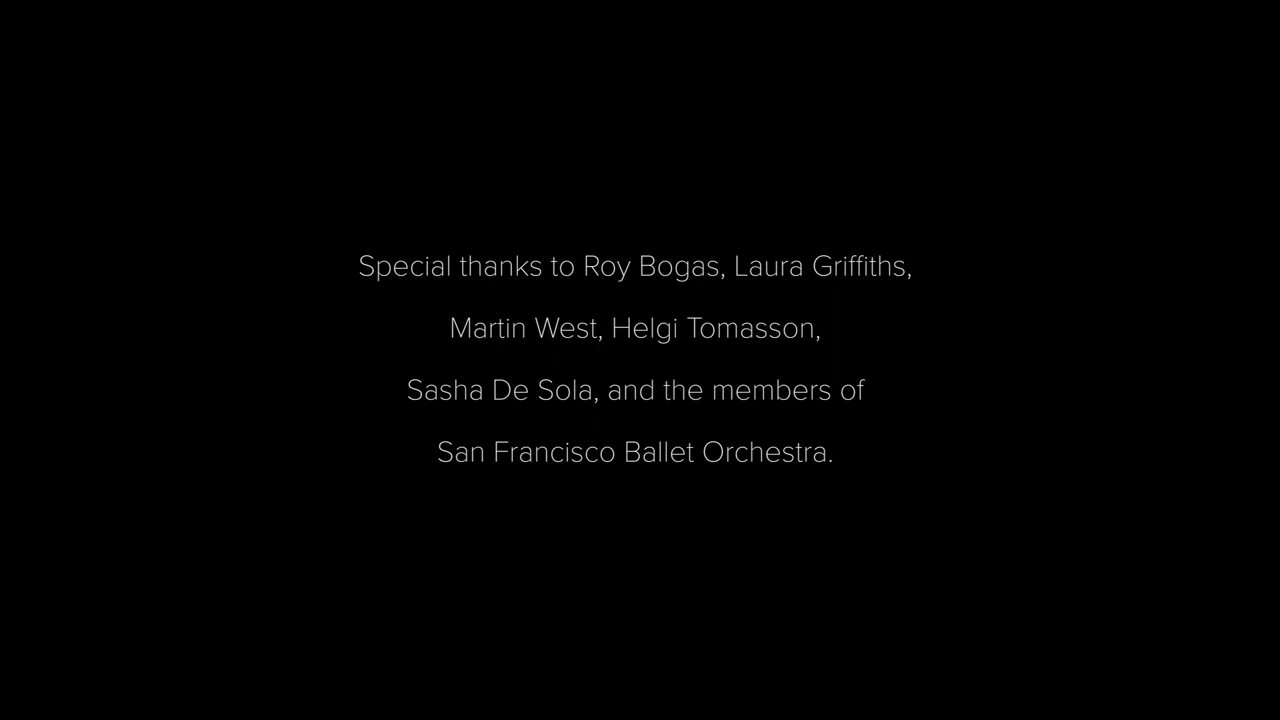 Special thanks to Roy Bogas, Laura Griffiths,
Martin West, Helgi Tomasson,
Sasha De Sola, and the members of
San Francisco Ballet Orchestra.